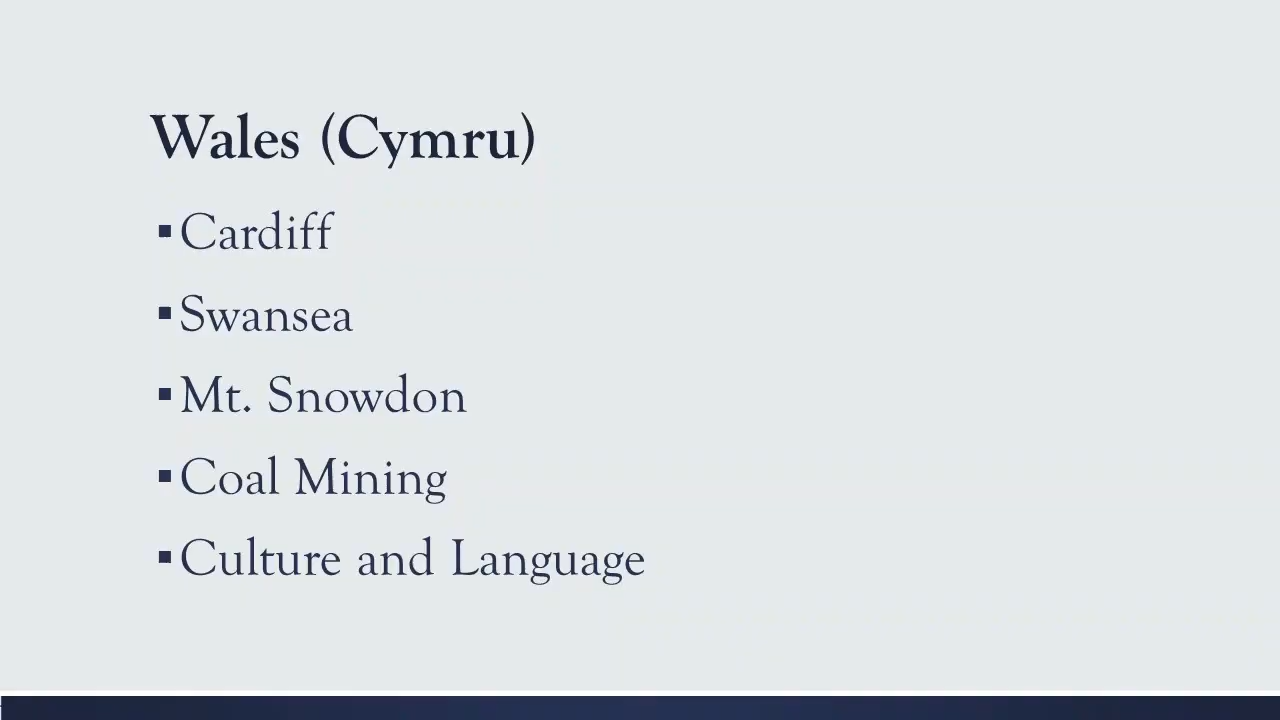 Wales (Cymru)
▪Cardiff
▪Swansea
▪Mt. Snowdon
▪Coal Mining
▪Culture and Language